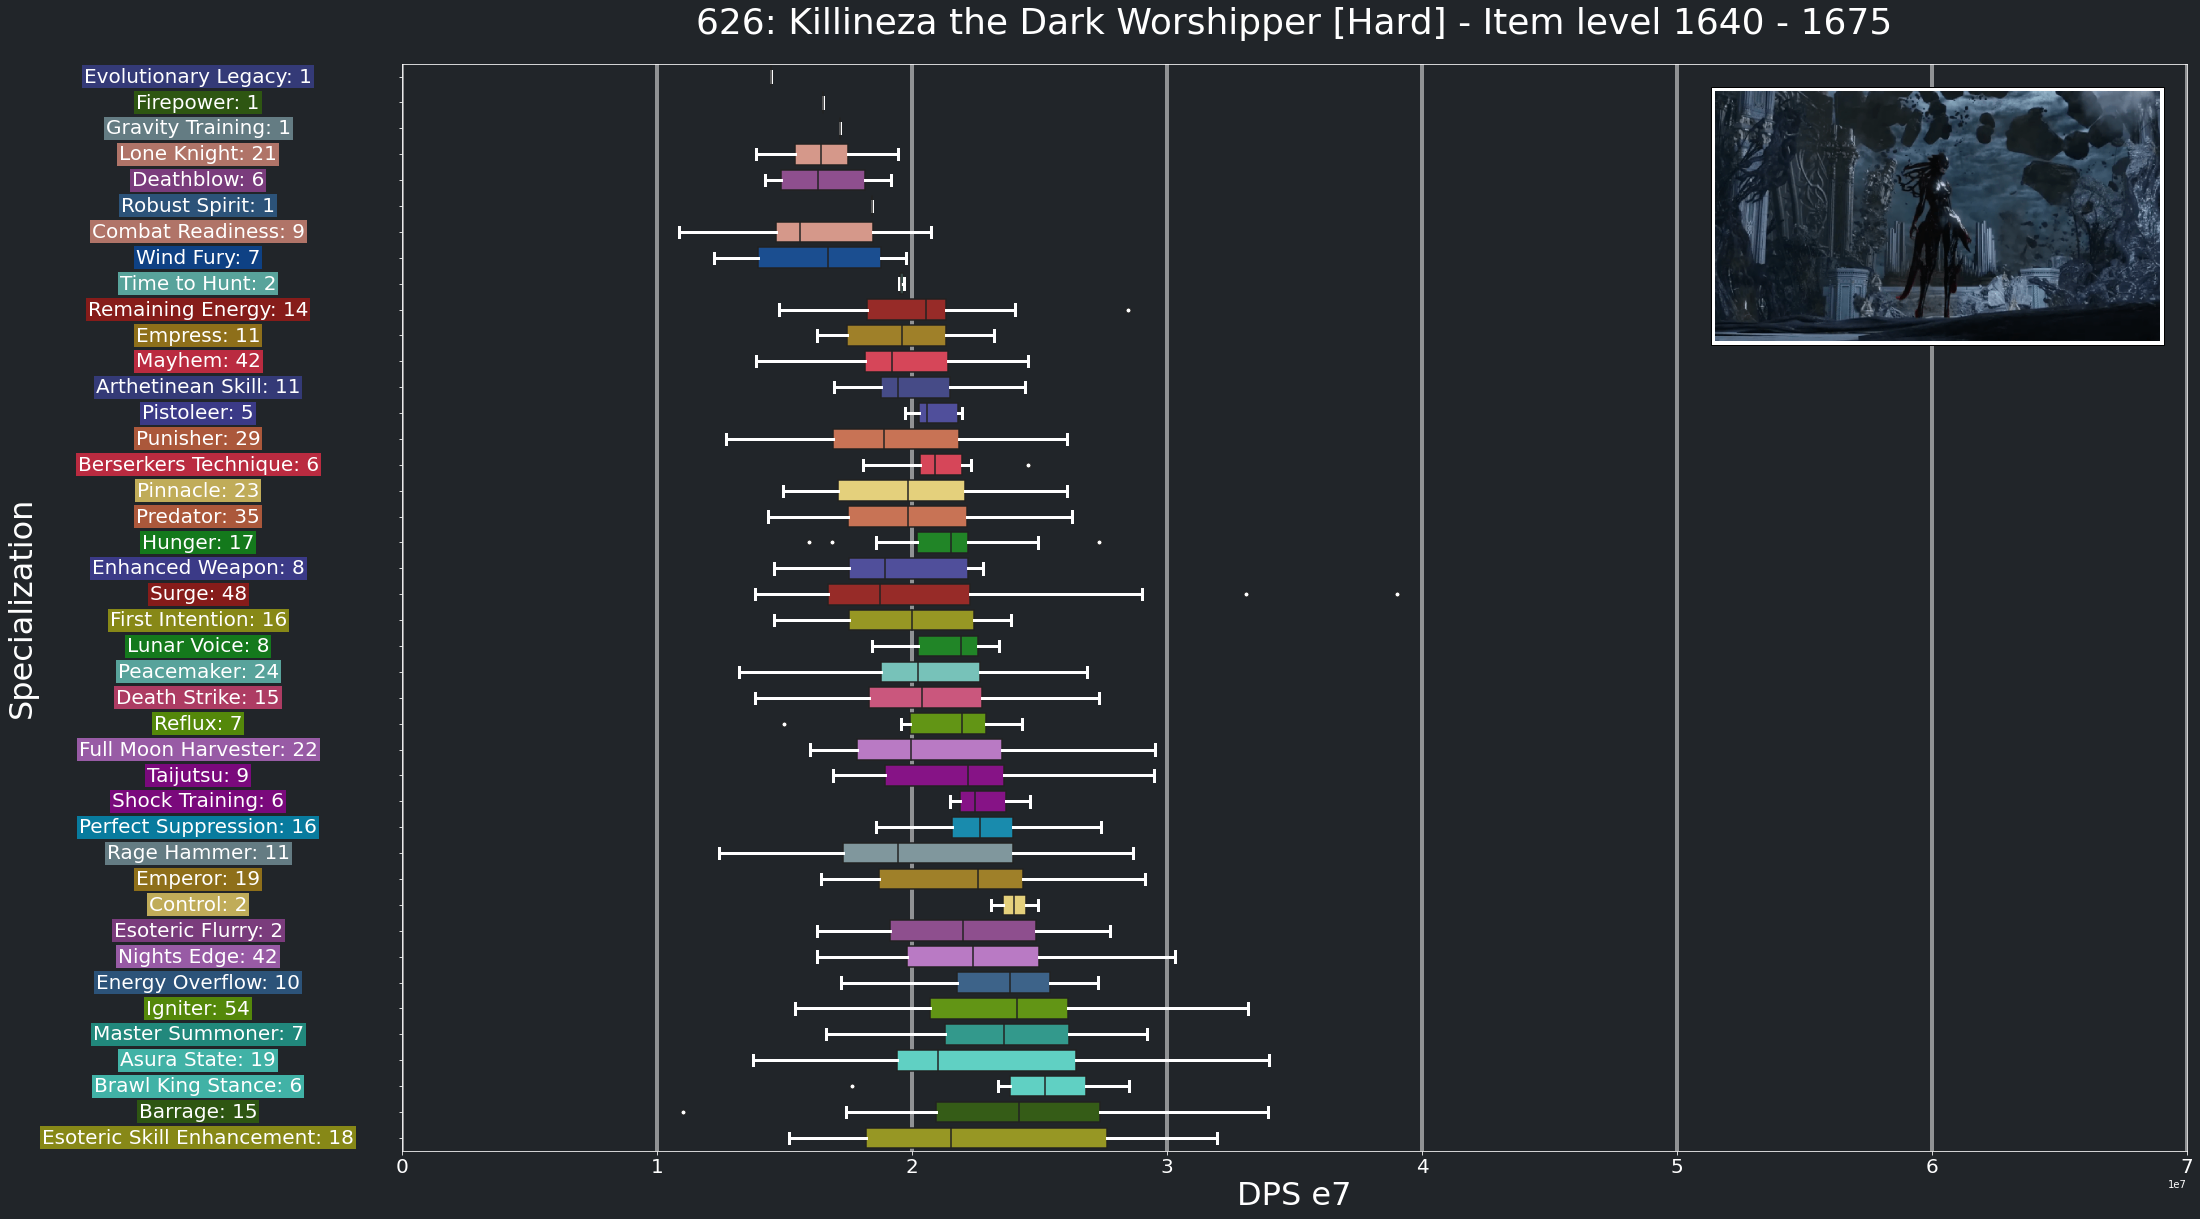 626: Killineza the Dark Worshipper [Hard] - Item level 1640 - 1675
Evolutionary Legacy: 1
Firepower: 1
Gravity Training: 1
Lone Knight: 21
Deathblow: 6
Robust Spirit: 1
Combat Readiness: 9
Wind Fury: 7
Time to Hunt: 2
Remaining Energy: 14
Empress: 11
Mayhem: 42
Arthetinean Skill: 11
Pistoleer: 5
Punisher: 29
Berserkers Technique: 6
Pinnacle: 23
Predator: 35
Hunger: 17
Enhanced Weapon: 8
Surge: 48
First Intention: 16
Lunar Voice: 8
Peacemaker: 24
Death Strike: 15
Reflux: 7
Full Moon Harvester: 22
Taijutsu: 9
Shock Training: 6
Perfect Suppression: 16
Rage Hammer: 11
Emperor: 19
Control: 2
Esoteric Flurry: 2
Nights Edge: 42
Energy Overflow: 10
Igniter: 54
Master Summoner: 7
Asura State: 19
Brawl King Stance: 6
Barrage: 15
Esoteric Skill Enhancement: 18
Specialization
0 1 2 3 4 5 6 7
DPS e7
1e7